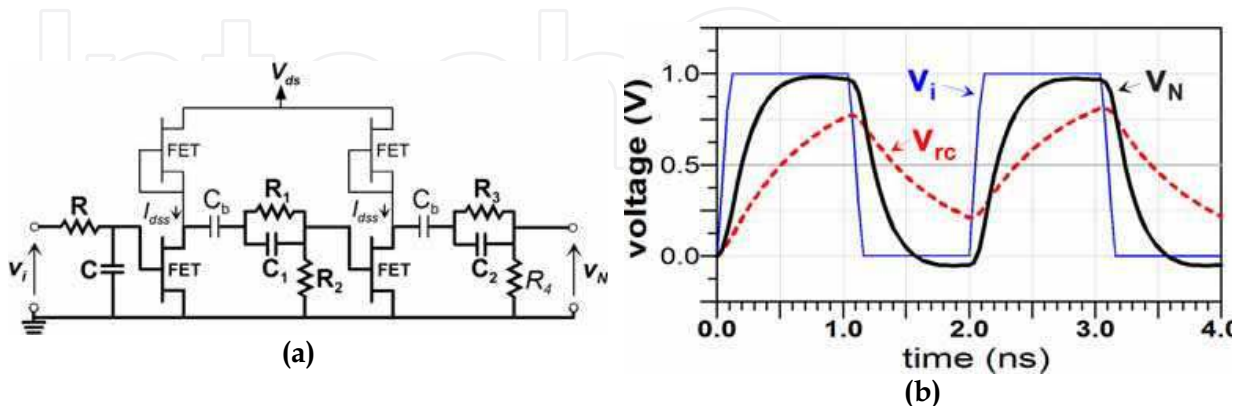 Intech
V_ds
FET
FET
I_dss
C_b
R_1
I_dss
C_b
R_3
R
C
FET
C_1
R_2
FET
C_2
R_4
v_i
v_N
(a)
voltage (V)
1.0
0.5
0.0
V_i
V_N
V_rc
0.0
1.0
2.0
3.0
4.0
time (ns)
(b)